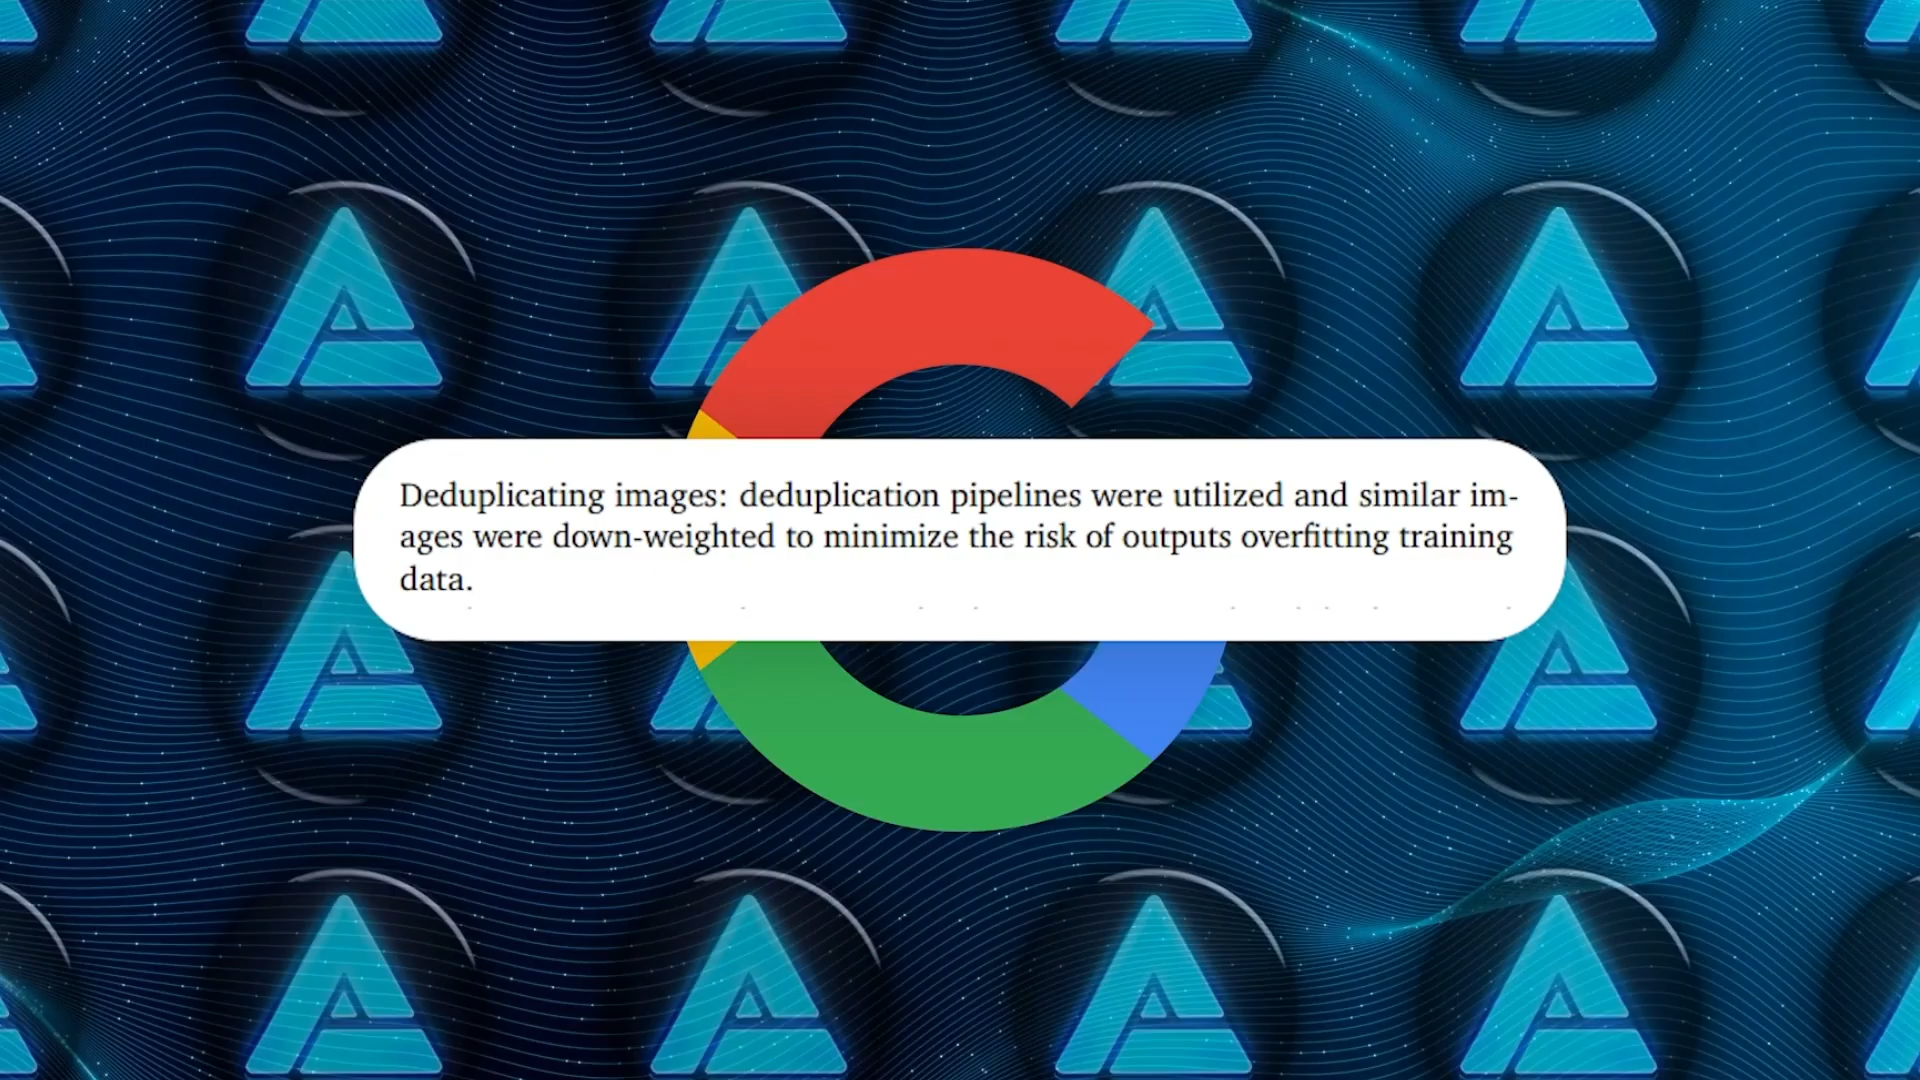 Deduplicating images: deduplication pipelines were utilized and similar im-
ages were down-weighted to minimize the risk of outputs overfitting training
data.